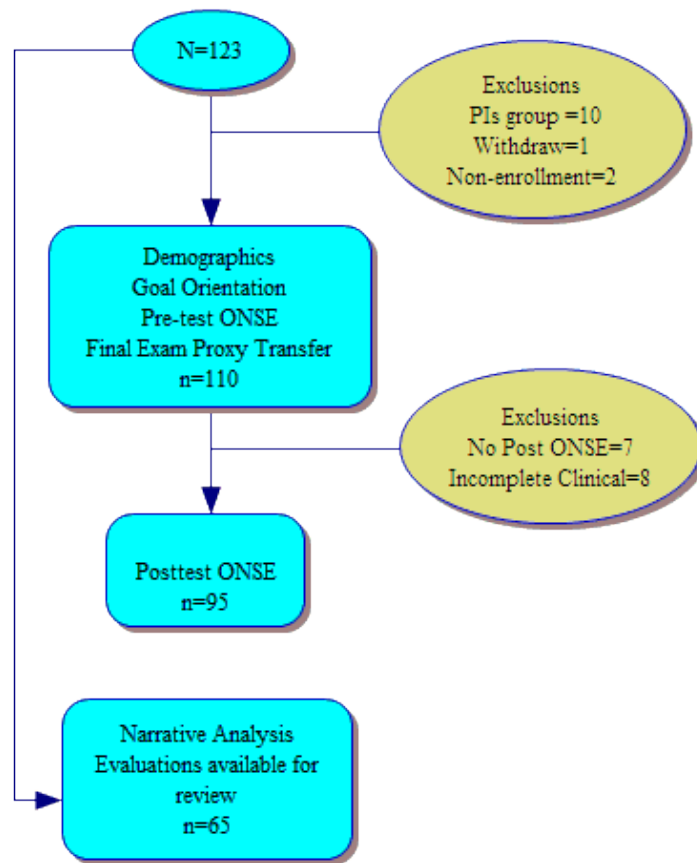 N=123
Exclusions
PIs group =10
Withdraw=1
Non-enrollment=2
Demographics
Goal Orientation
Pre-test ONSE
Final Exam Proxy Transfer
n=110
Exclusions
No Post ONSE=7
Incomplete Clinical=8
Posttest ONSE
n=95
Narrative Analysis
Evaluations available for
review
n=65